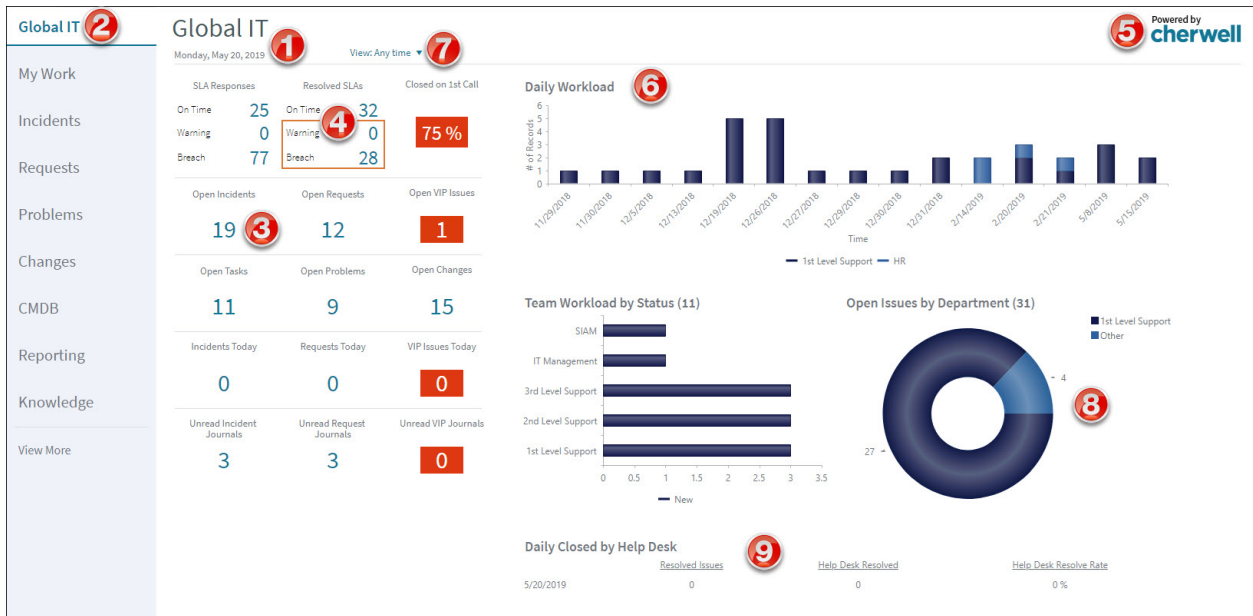 Global IT
2
My Work
Incidents
Requests
Problems
Changes
CMDB
Reporting
Knowledge
View More
Global IT
Monday, May 20, 2019
1
View: Any time
7
5
Powered by
cherwell
SLA Responses
On Time 25
Warning 0
Breach 77
Resolved SLAs
On Time 32
4
Warning 0
Breach 28
Closed on 1st Call
75 %
Open Incidents
19
3
Open Requests
12
Open VIP Issues
1
Open Tasks
11
Open Problems
9
Open Changes
15
Incidents Today
0
Requests Today
0
VIP Issues Today
0
Unread Incident
Journals
3
Unread Request
Journals
3
Unread VIP Journals
0
Daily Workload
6
# of Records
6
5
4
3
2
1
0
11/29/2018
11/30/2018
12/5/2018
12/13/2018
12/19/2018
12/26/2018
12/27/2018
12/29/2018
12/30/2018
12/31/2018
2/14/2019
2/20/2019
2/21/2019
5/8/2019
5/15/2019
Time
1st Level Support HR
Team Workload by Status (11)
SIAM
IT Management
3rd Level Support
2nd Level Support
1st Level Support
0 0.5 1 1.5 2 2.5 3 3.5
New
Open Issues by Department (31)
1st Level Support
Other
4
8
27
Daily Closed by Help Desk
9
Resolved Issues Help Desk Resolved Help Desk Resolve Rate
5/20/2019 0 0 0 %